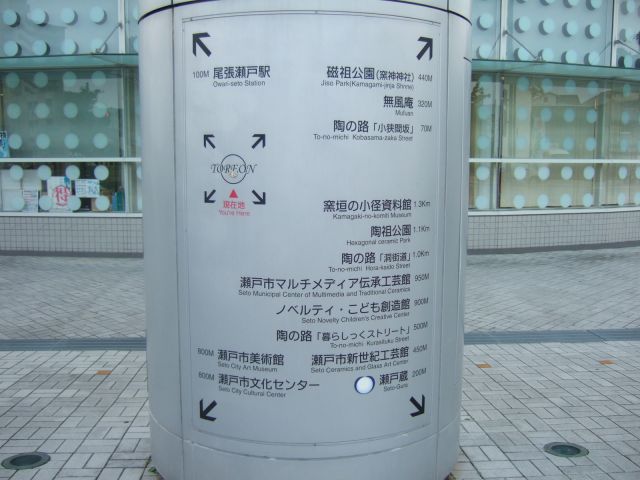 100M 尾張瀬戸駅
Owari-seto Station
磁祖公園(窯神神社) 440M
Jiso Park(Kamagami-jinja Shrine)
無風庵 320M
Mufuan
陶の路「小狭間坂」 70M
To-no-michi Kobasama-zaka Street
TOREON
現在地
You're Here
窯垣の小径資料館 1.3Km
Kamagaki-no-komiti Museum
陶祖公園 1.1Km
Hexagonal ceramic Park
陶の路「洞街道」 1.0Km
To-no-michi Hora-kaido Street
瀬戸市マルチメディア伝承工芸館 950M
Seto Municipal Center of Multimedia and Traditional Ceramics
ノベルティ・こども創造館 900M
Seto Novelty Children's Creative Center
陶の路「暮らしっくストリート」 500M
To-no-michi Kurasikku Street
800M 瀬戸市美術館
Seto City Art Museum
瀬戸市新世紀工芸館 450M
Seto Ceramics and Glass Art Center
800M 瀬戸市文化センター
Seto City Cultural Center
瀬戸蔵 200M
Seto-Gura